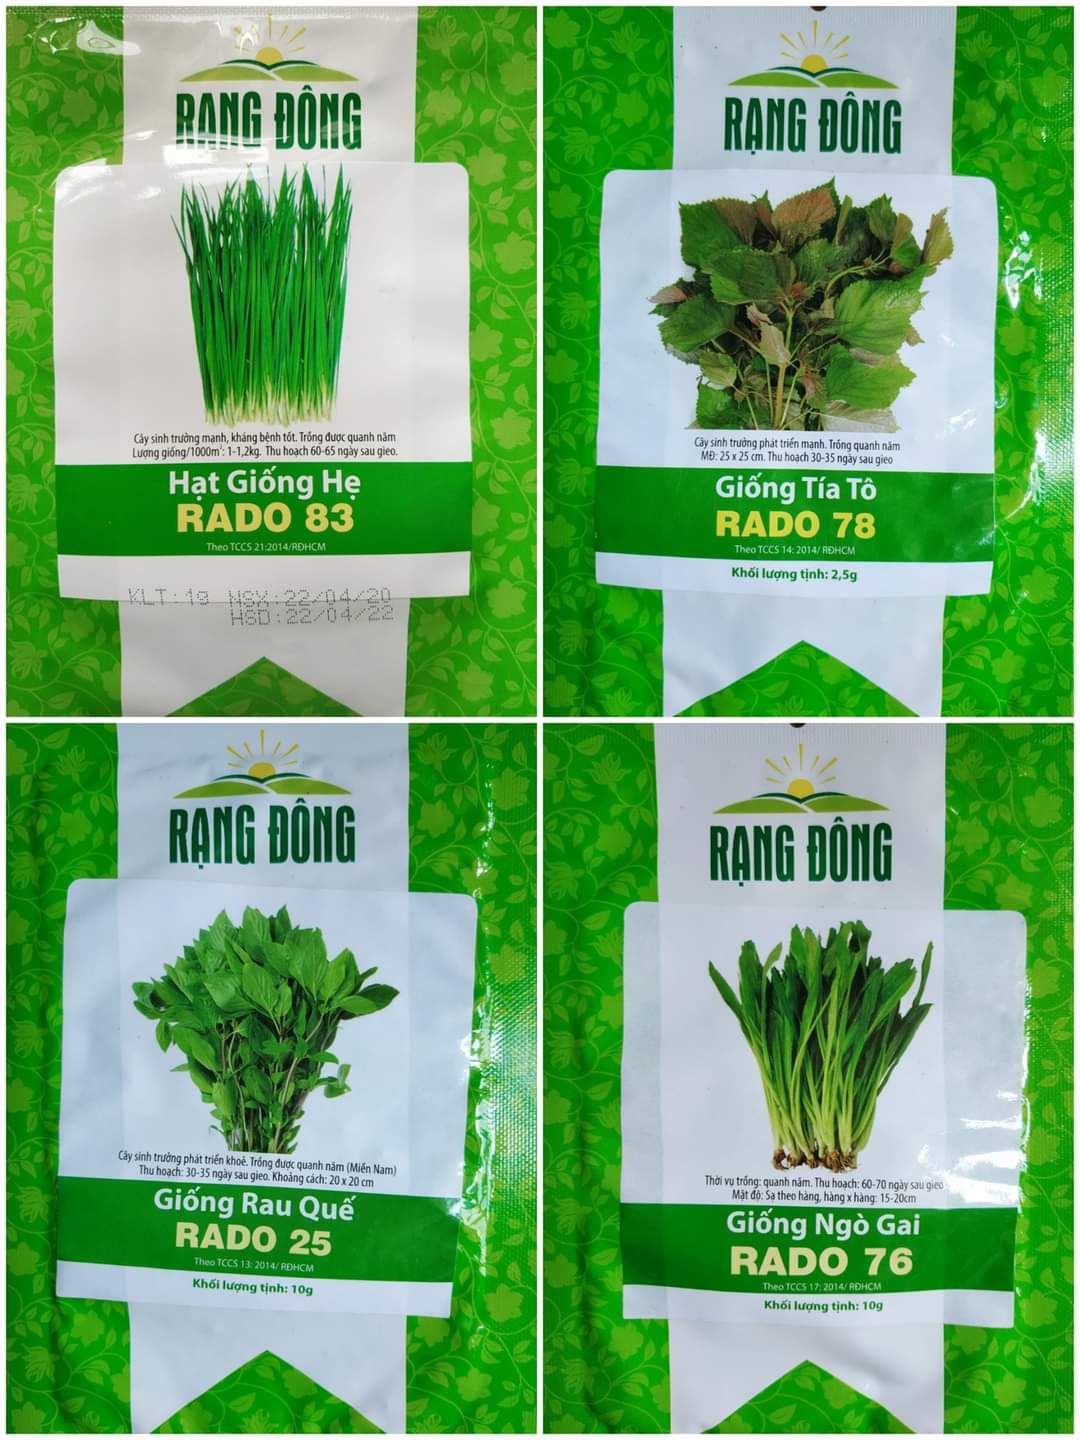 RẠNG ĐÔNG
Cây sinh trưởng mạnh, kháng bệnh tốt. Trồng được quanh năm
Lượng giống/1000m²: 1-1,2kg. Thu hoạch 60-65 ngày sau gieo.
Hạt Giống Hẹ
RADO 83
Theo TCCS 21:2014/RĐHCM
KLT:1g NSX:22/04/20
HSD:22/04/22
RẠNG ĐÔNG
Cây sinh trưởng phát triển mạnh. Trồng quanh năm
MĐ: 25 x 25 cm. Thu hoạch 30-35 ngày sau gieo
Giống Tía Tô
RADO 78
Theo TCCS 14: 2014/ RĐHCM
Khối lượng tịnh: 2,5g
RẠNG ĐÔNG
Cây sinh trưởng phát triển khoẻ. Trồng được quanh năm (Miền Nam)
Thu hoạch: 30-35 ngày sau gieo. Khoảng cách: 20 x 20 cm
Giống Rau Quế
RADO 25
Theo TCCS 13: 2014/ RĐHCM
Khối lượng tịnh: 10g
RẠNG ĐÔNG
Thời vụ trồng: quanh năm. Thu hoạch: 60-70 ngày sau gieo
Mật độ: Sạ theo hàng, hàng x hàng: 15-20cm
Giống Ngò Gai
RADO 76
Theo TCCS 17: 2014/ RĐHCM
Khối lượng tịnh: 10g